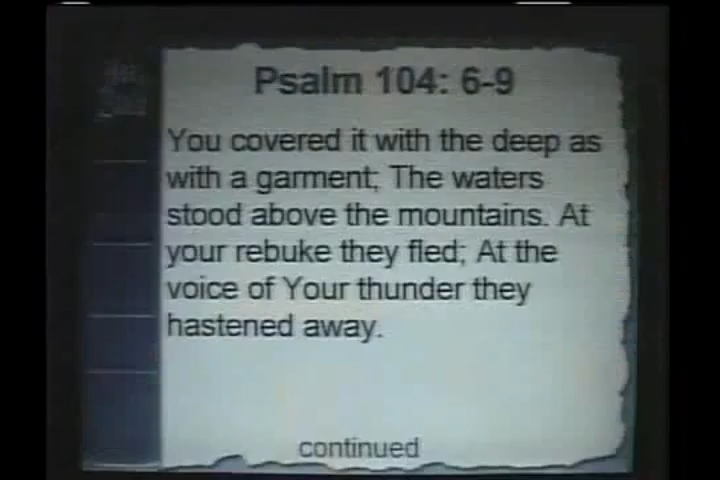 Psalm 104: 6-9
You covered it with the deep as
with a garment; The waters
stood above the mountains. At
your rebuke they fled; At the
voice of Your thunder they
hastened away.
continued